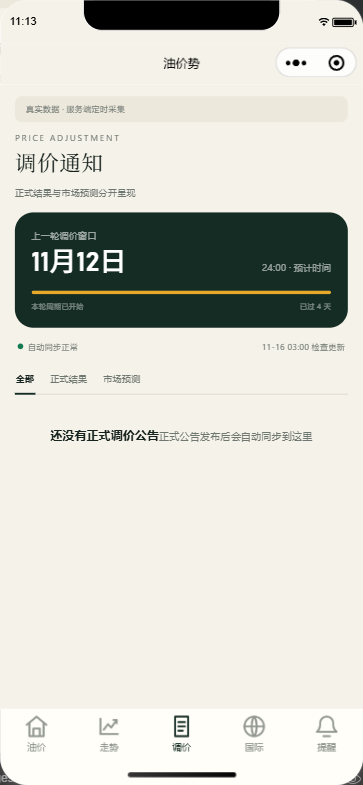 11:13
油价势
真实数据 · 服务端定时采集
PRICE ADJUSTMENT
调价通知
正式结果与市场预测分开呈现
上一轮调价窗口
11月12日
24:00 · 预计时间
本轮周期已开始
已过 4 天
自动同步正常
11-16 03:00 检查更新
全部 正式结果 市场预测
还没有正式调价公告正式公告发布后会自动同步到这里
油价 走势 调价 国际 提醒